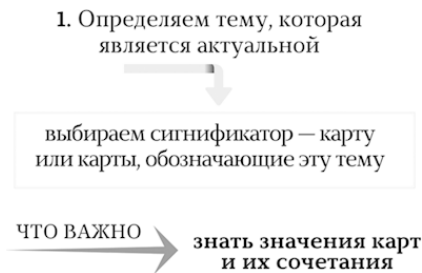 1. Определяем тему, которая
является актуальной
выбираем сигнификатор — карту
или карты, обозначающие эту тему
ЧТО ВАЖНО
знать значения карт
и их сочетания